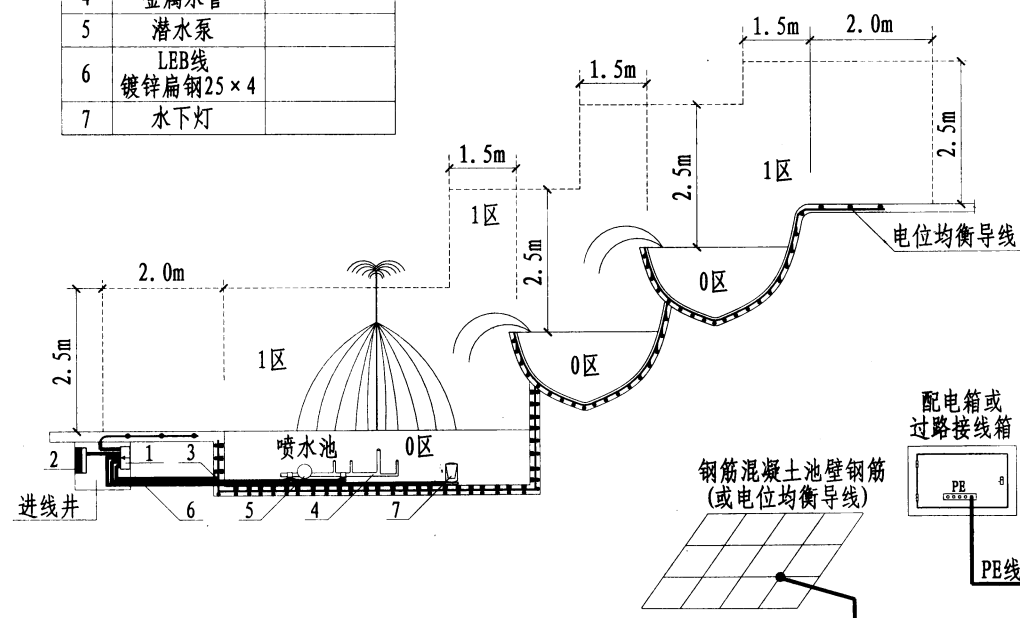 4 金属水管
5 潜水泵
6 LEB线
镀锌扁钢25×4
7 水下灯
1.5m 2.0m
1.5m
2.5m
1.5m
2.5m
1区
1区
电位均衡导线
2.5m
0区
2.0m
2.5m
1区
0区
喷水池 0区
2 1 3
进线井
6 5 4 7
配电箱或
过路接线箱
PE
PE线
钢筋混凝土池壁钢筋
(或电位均衡导线)